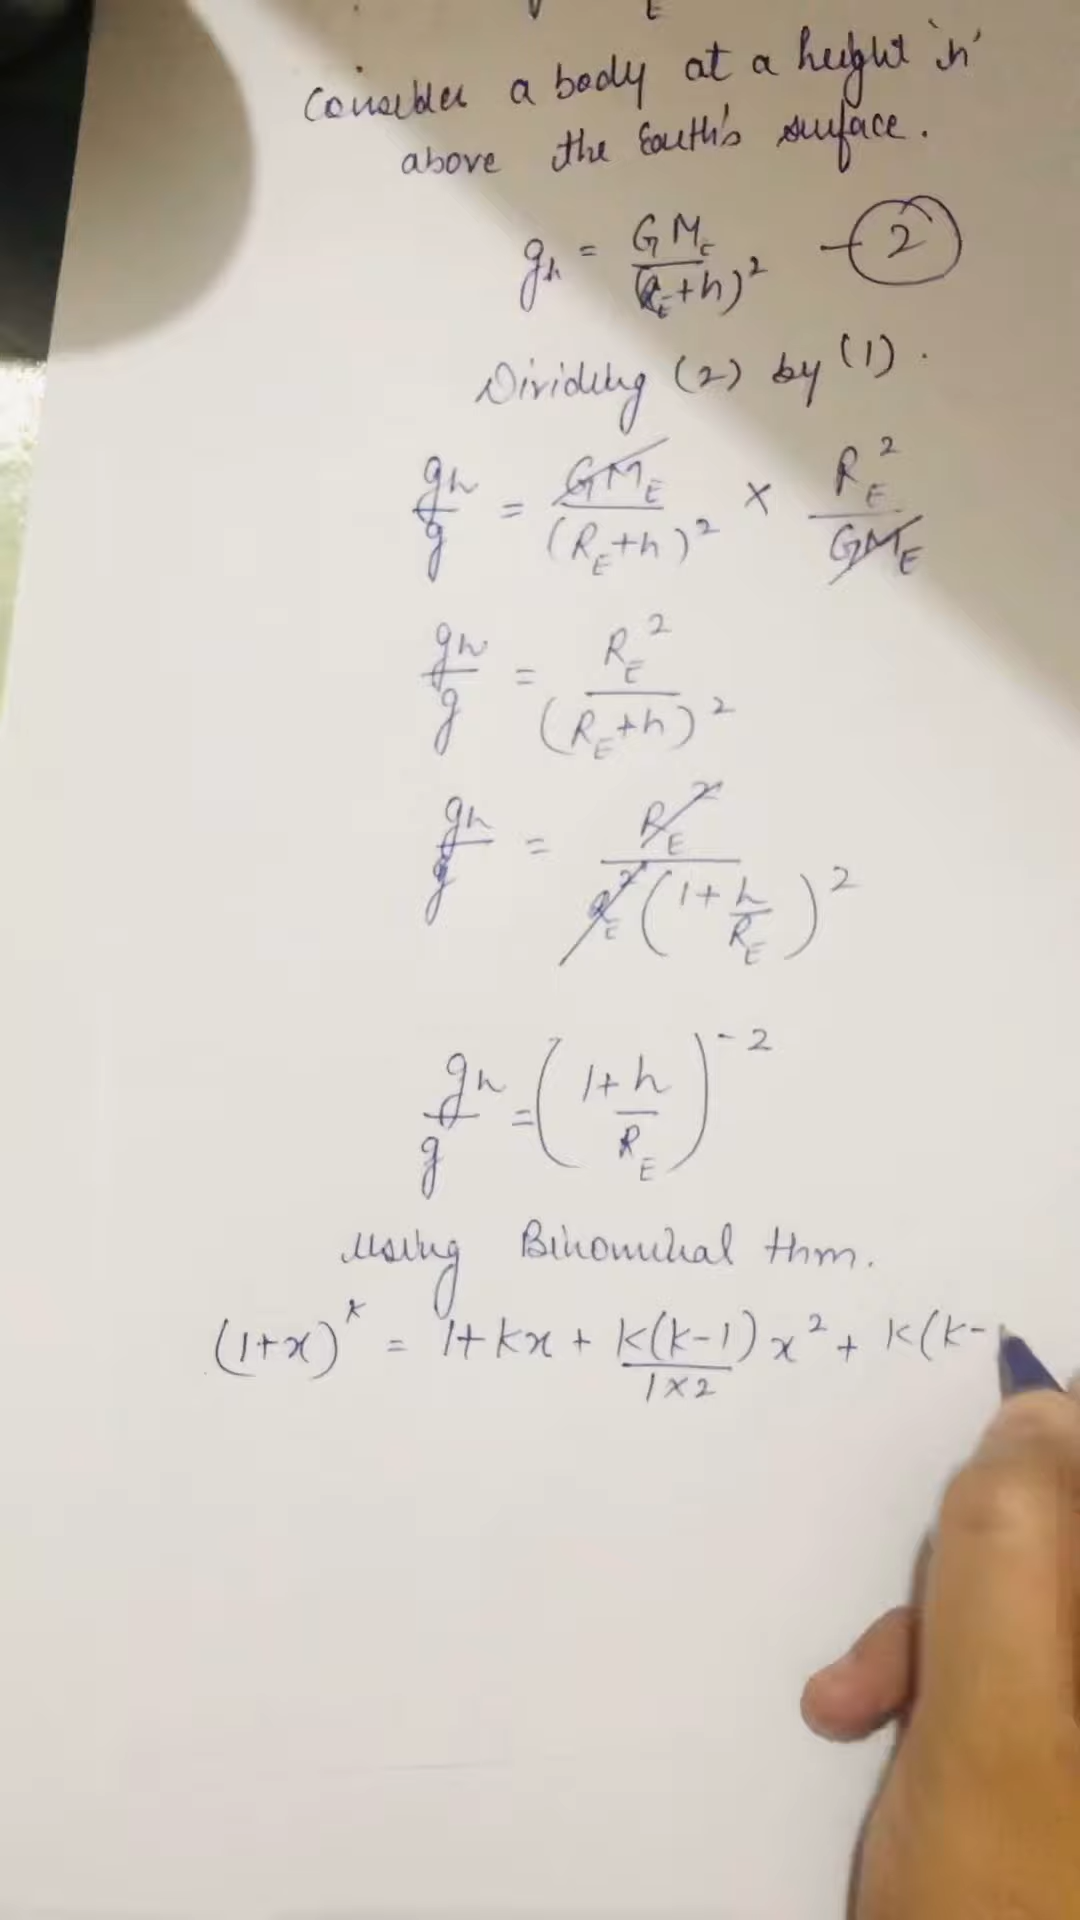 E
Consider a body at a height 'h'
above the Earth's surface.
gh = GME / (RE+h)² — 2
Dividing (2) by (1).
gh/g = GME / (RE+h)² × RE² / GME
gh/g = RE² / (RE+h)²
gh/g = RE² / RE² (1+h/RE)²
gh/g = (1+h/RE)⁻²
Using Binominal thm.
(1+x)ᵏ = 1+kx + k(k-1)/1×2 x² + k(k-